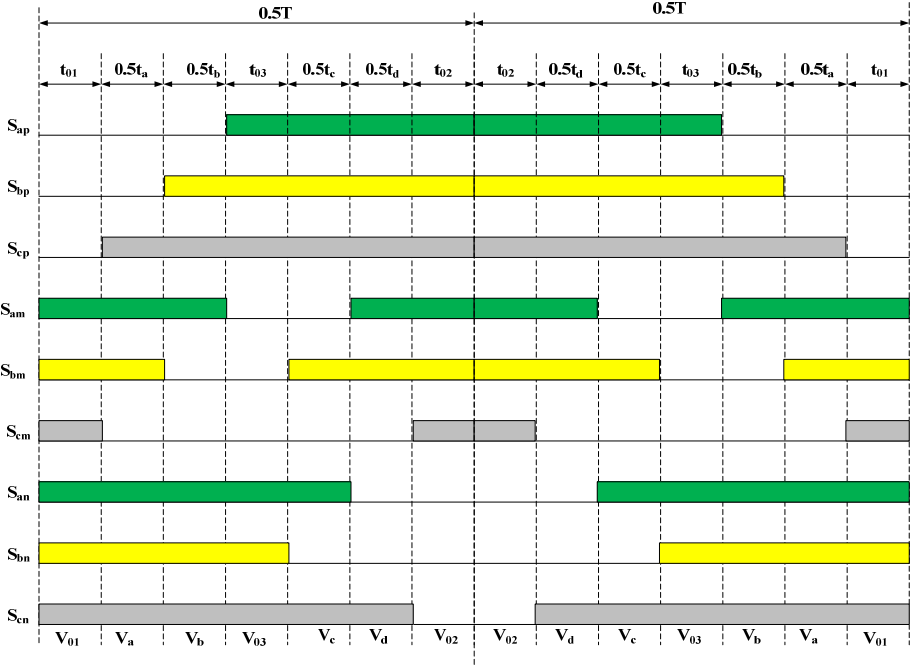 0.5T 0.5T
t01 0.5ta 0.5tb t03 0.5tc 0.5td t02 t02 0.5td 0.5tc t03 0.5tb 0.5ta t01
Sap
Sbp
Scp
Sam
Sbm
Scm
San
Sbn
Scn
V01 Va Vb V03 Vc Vd V02 V02 Vd Vc V03 Vb Va V01